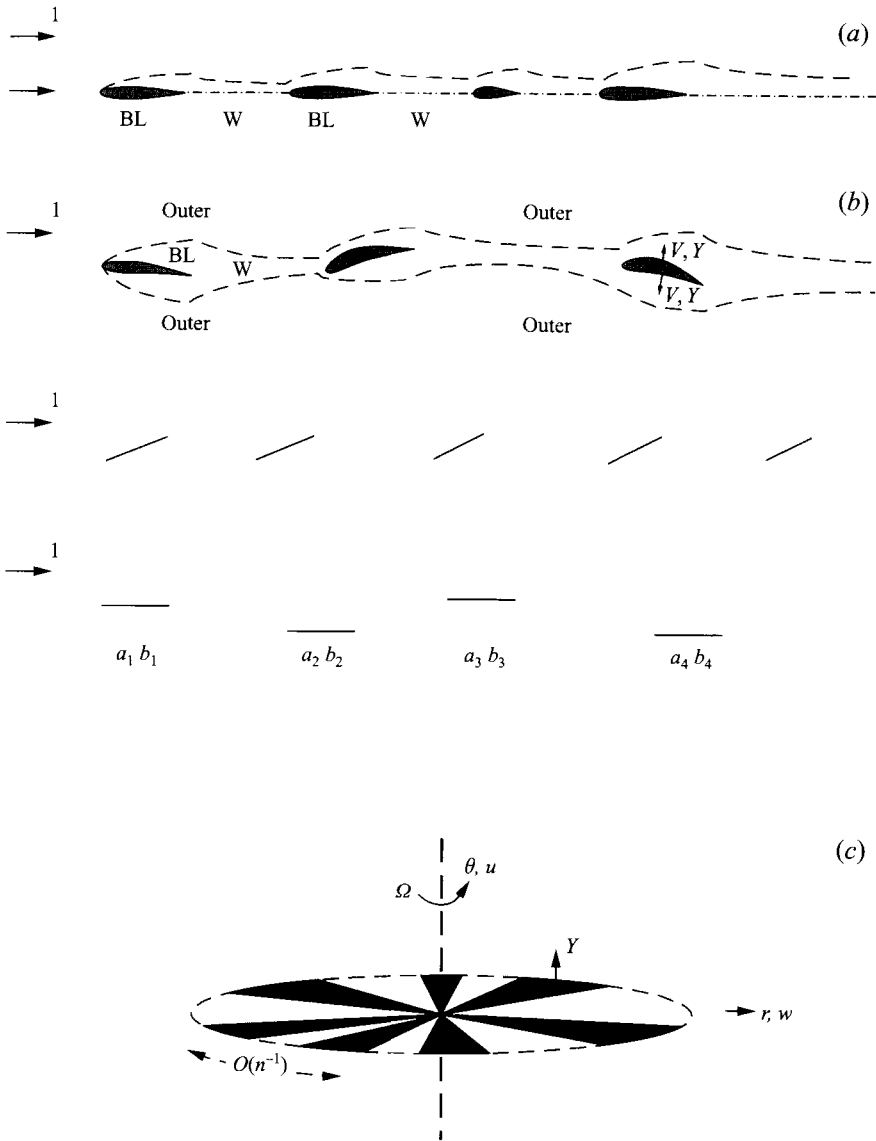 1
(a)
BL W BL W
1
(b)
Outer Outer
BL
W
V, Y
V, Y
Outer Outer
1
1
a₁ b₁ a₂ b₂ a₃ b₃ a₄ b₄
(c)
θ, u
Ω
Y
r, w
O(n⁻¹)